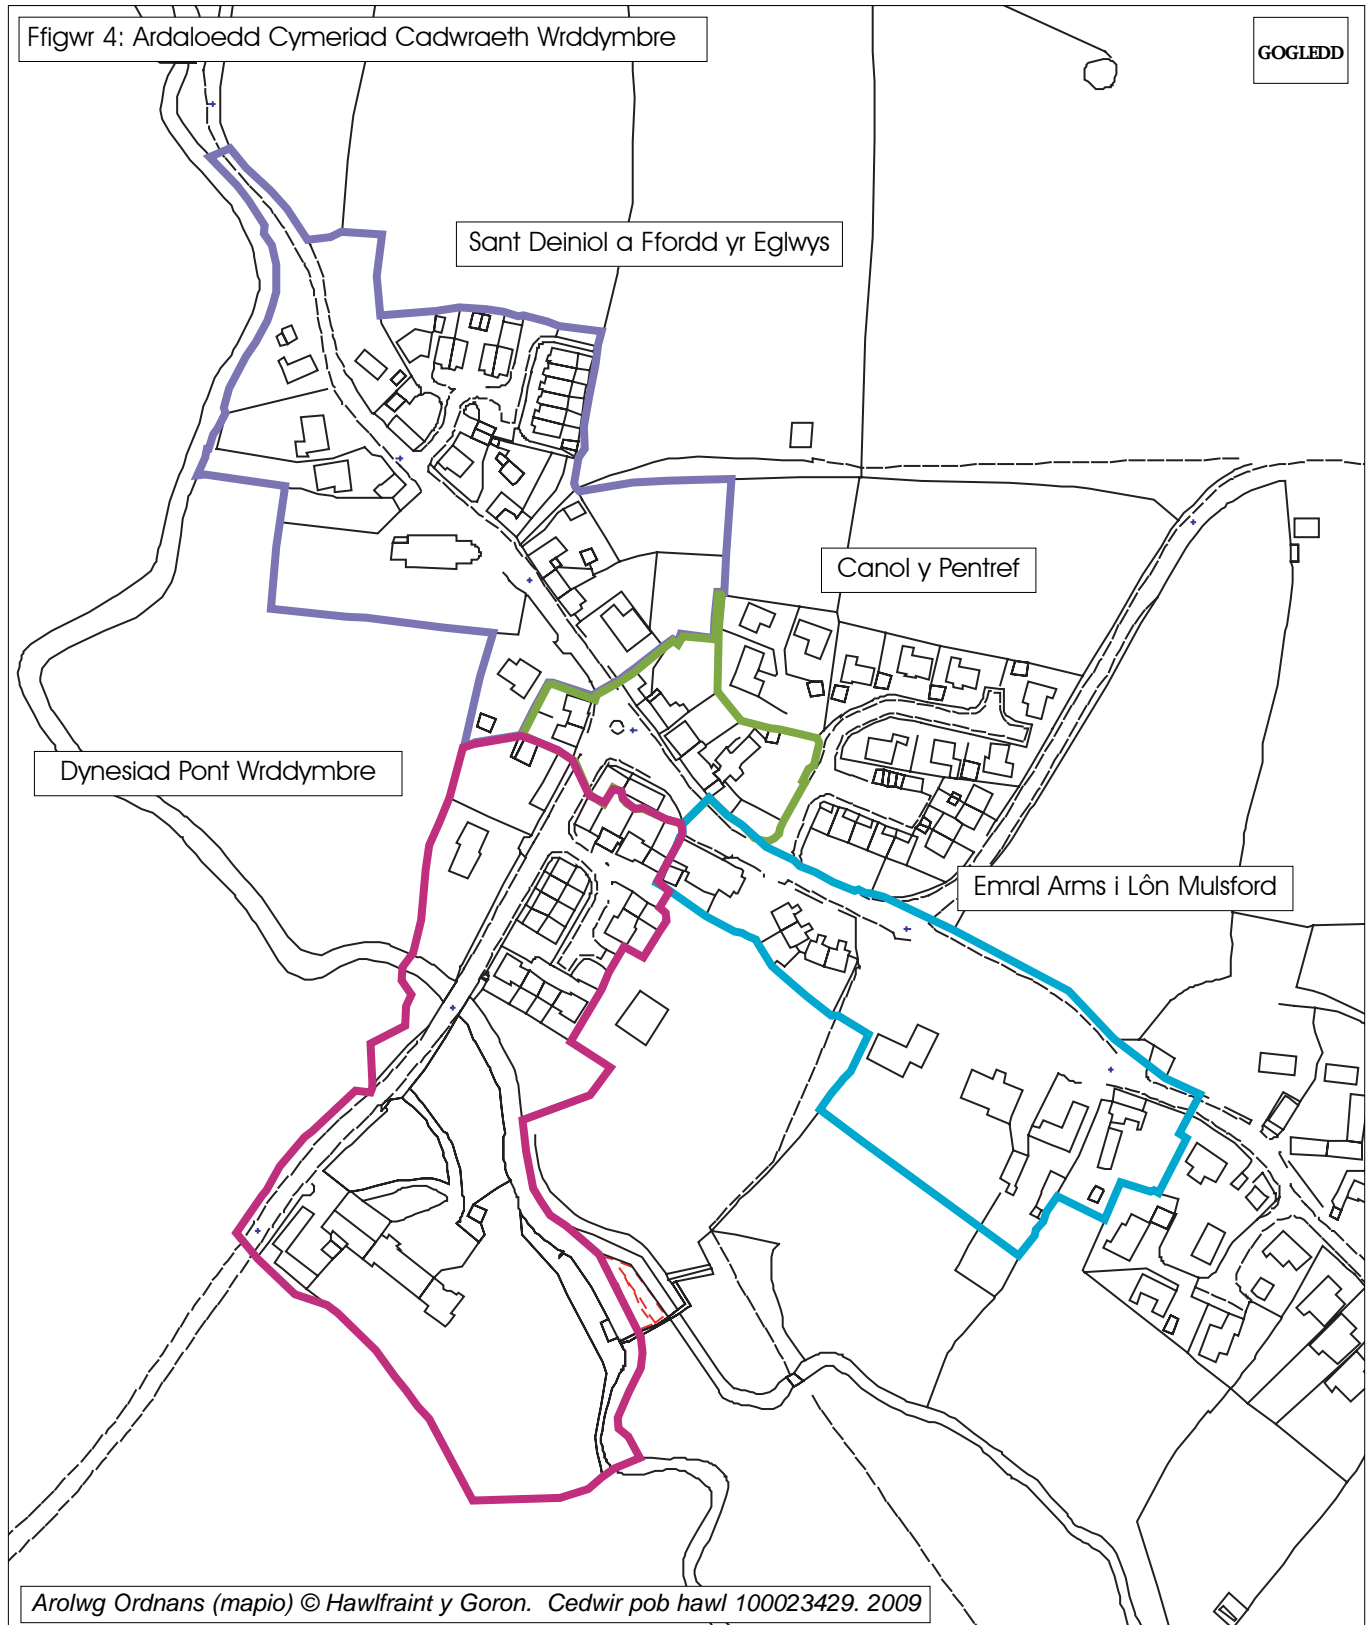 Ffigwr 4: Ardaloedd Cymeriad Cadwraeth Wrddymbre
GOGLEDD
Sant Deiniol a Ffordd yr Eglwys
Canol y Pentref
Dynesiad Pont Wrddymbre
Emral Arms i Lôn Mulsford
Arolwg Ordnans (mapio) © Hawlfraint y Goron. Cedwir pob hawl 100023429. 2009